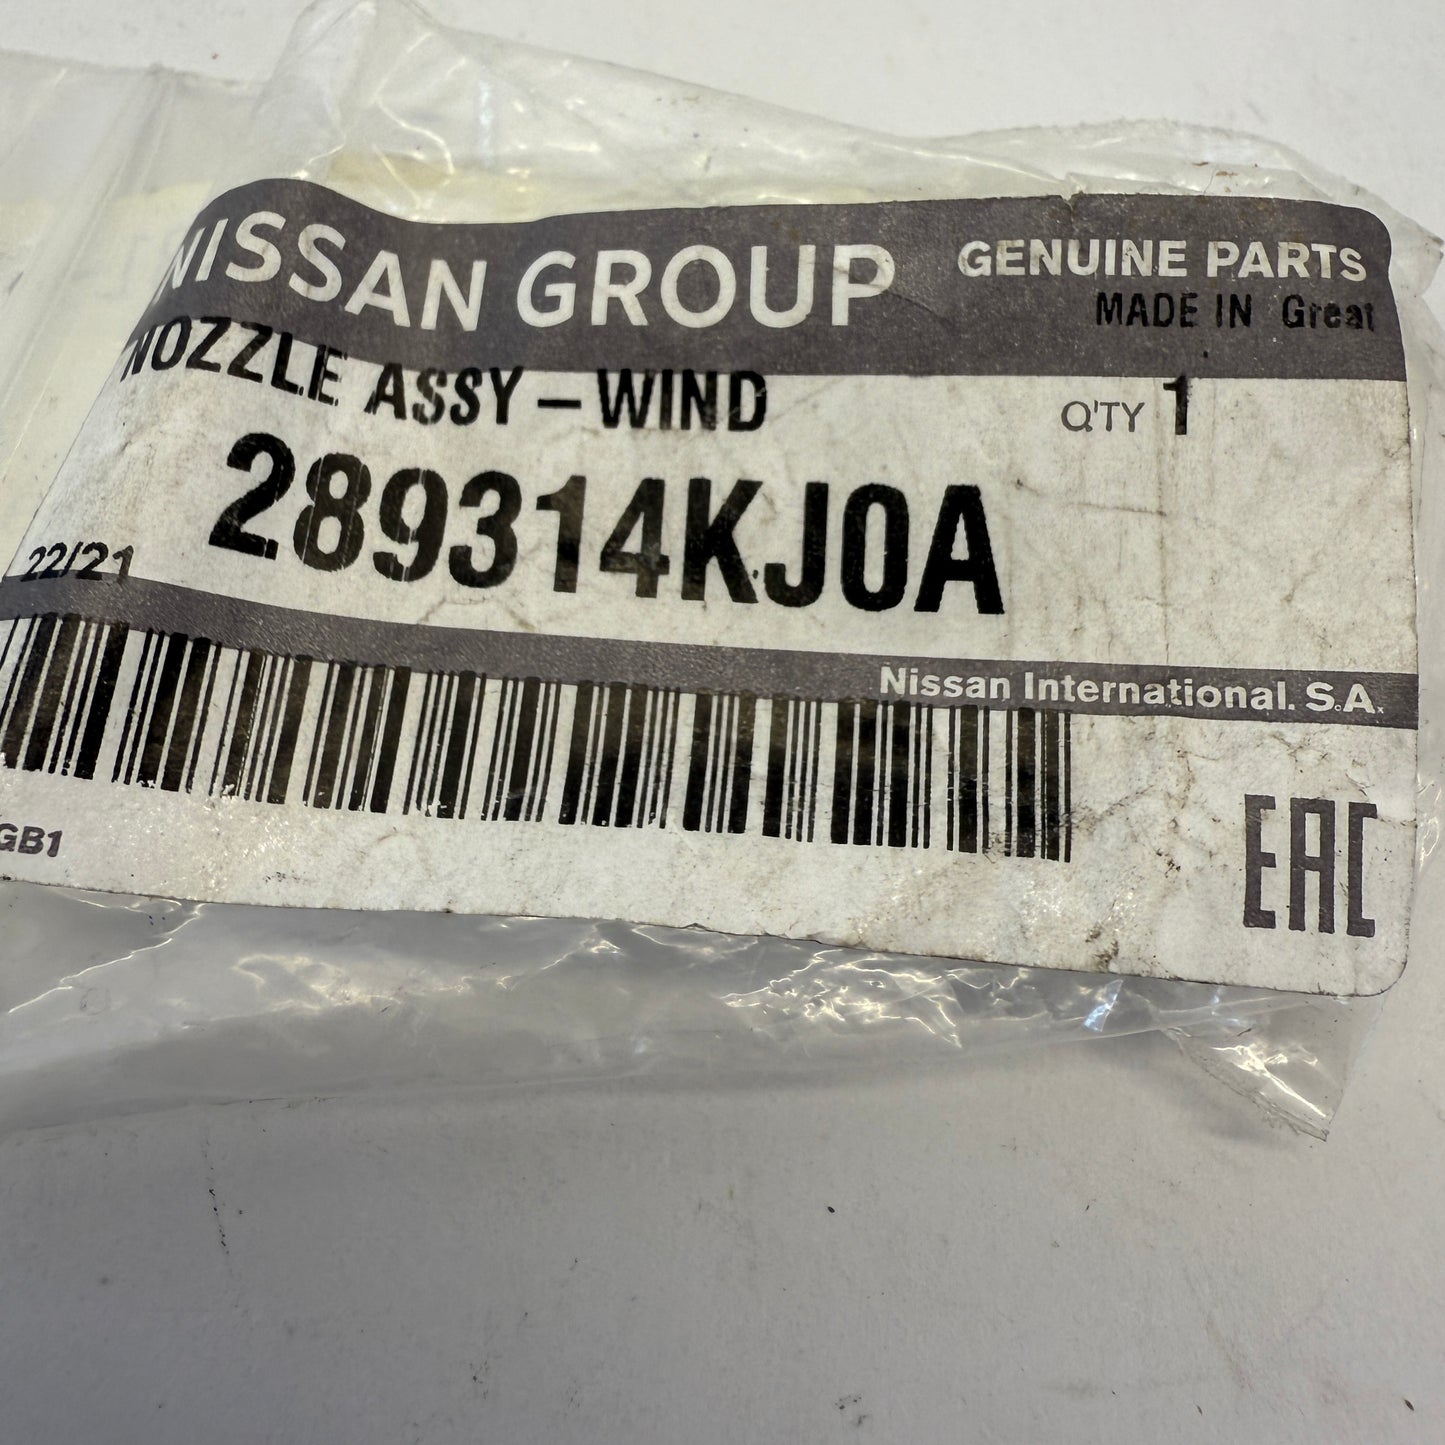 NISSAN GROUP
GENUINE PARTS
MADE IN Great
NOZZLE ASSY-WIND
Q'TY 1
289314KJ0A
22/21
Nissan International. S.A.
GB1
EAC